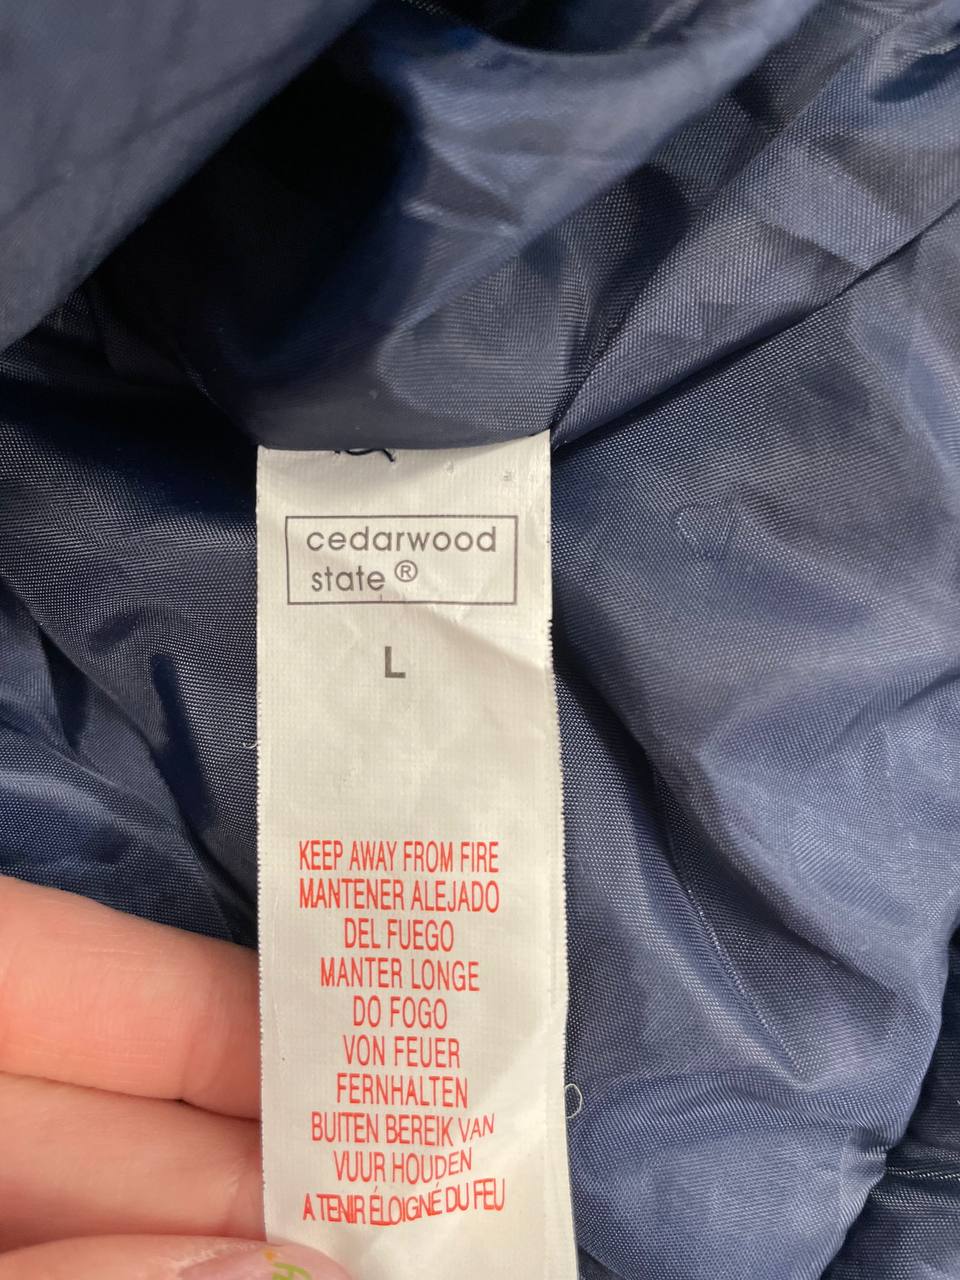 cedarwood
state®
L
KEEP AWAY FROM FIRE
MANTENER ALEJADO
DEL FUEGO
MANTER LONGE
DO FOGO
VON FEUER
FERNHALTEN
BUITEN BEREIK VAN
VUUR HOUDEN
A TENIR ÉLOIGNÉ DU FEU